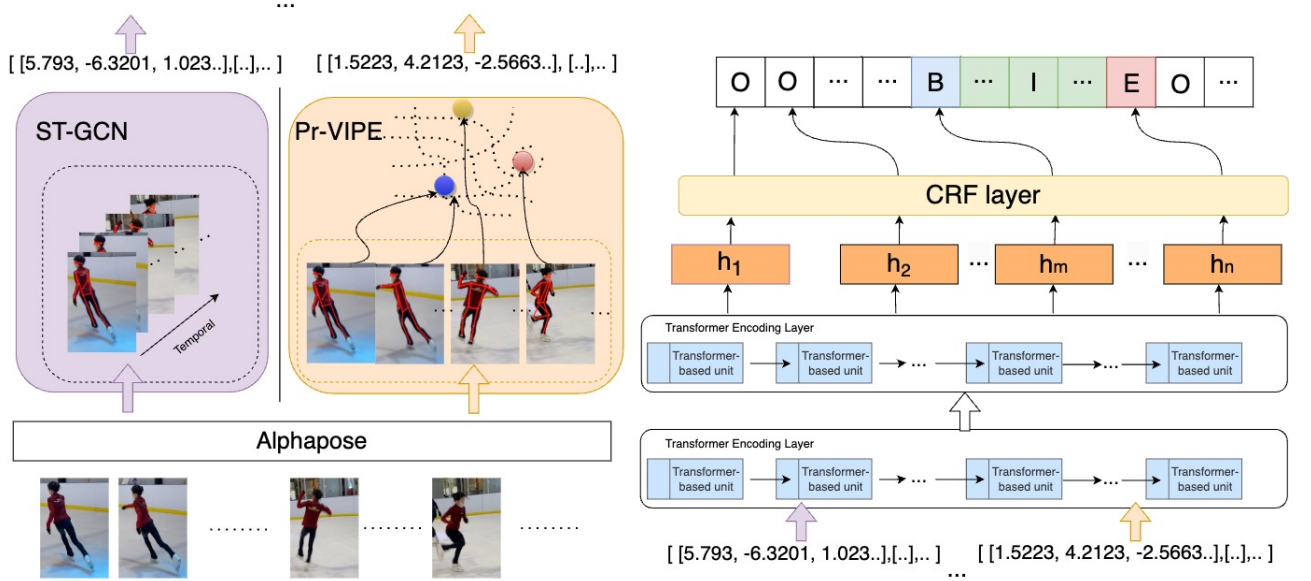 ...
[ [5.793, -6.3201, 1.023..],[..],.. ]
[ [1.5223, 4.2123, -2.5663..], [..],.. ]
ST-GCN
Temporal
...
Pr-VIPE
... ...
Alphapose
......... ......... .........
O O ... ... B ... I ... E O ...
CRF layer
h1 h2 ... hm ... hn
Transformer Encoding Layer
Transformer-based unit
Transformer-based unit
...
Transformer-based unit
...
Transformer-based unit
Transformer Encoding Layer
Transformer-based unit
Transformer-based unit
...
Transformer-based unit
...
Transformer-based unit
[ [5.793, -6.3201, 1.023..],[..],.. ]
[ [1.5223, 4.2123, -2.5663..],[..],.. ]
...